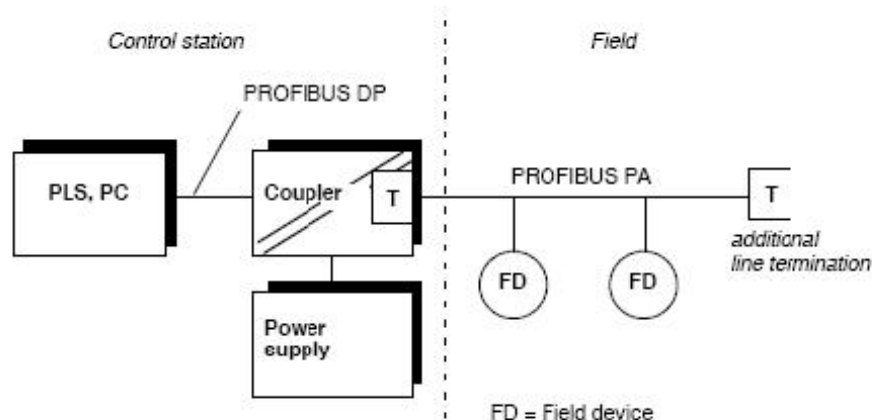 Control station
Field
PROFIBUS DP
PLS, PC
Coupler
T
PROFIBUS PA
T
additional
line termination
FD
FD
Power
supply
FD = Field device